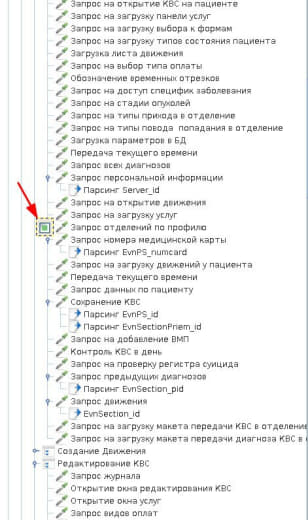 Запрос на открытие КВС на пациенте
Запрос на загрузку панели услуг
Запрос на загрузку выбора к формам
Запрос на загрузку типов состояния пациента
Загрузка листа движения
Запрос на выбор типа оплаты
Обозначение временных отрезков
Запрос на доступ специфик заболевания
Запрос на стадии опухолей
Запрос на типы прихода в отделение
Запрос на типы повода попадания в отделение
Загрузка параметров в БД
Передача текущего времени
Запрос всех диагнозов
Запрос персональной информации
Парсинг Server_id
Запрос на открытие движения
Запрос на загрузку услуг
Запрос отделений по профилю
Запрос номера медицинской карты
Парсинг EvnPS_numcard
Запрос на загрузку движений у пациента
Передача текущего времени
Запрос данных по пациенту
Сохранение КВС
Парсинг EvnPS_id
Парсинг EvnSectionPriem_id
Запрос на добавление ВМП
Контроль КВС в день
Запрос на проверку регистра суицида
Запрос предыдущих диагнозов
Парсинг EvnSection_pid
Запрос движения
EvnSection_id
Запрос на загрузку макета передачи КВС в отделени
Запрос на загрузку макета передачи диагноза КВС в
Создание Движения
Редактирование КВС
Запрос журнала
Открытие окна редактирования КВС
Открытие окна услуг
Запрос видов оплат